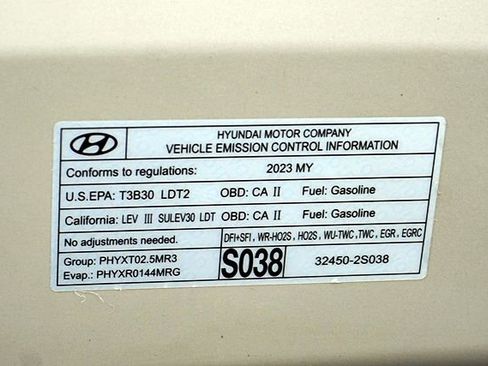 HYUNDAI MOTOR COMPANY
VEHICLE EMISSION CONTROL INFORMATION
Conforms to regulations: 2023 MY
U.S.EPA: T3B30 LDT2 OBD: CA II Fuel: Gasoline
California: LEV III SULEV30 LDT OBD: CA II Fuel: Gasoline
No adjustments needed. DFI+SFI, WR-HO2S, HO2S, WU-TWC, TWC, EGR, EGRC
Group: PHYXT02.5MR3
Evap.: PHYXR0144MRG
S038 32450-2S038